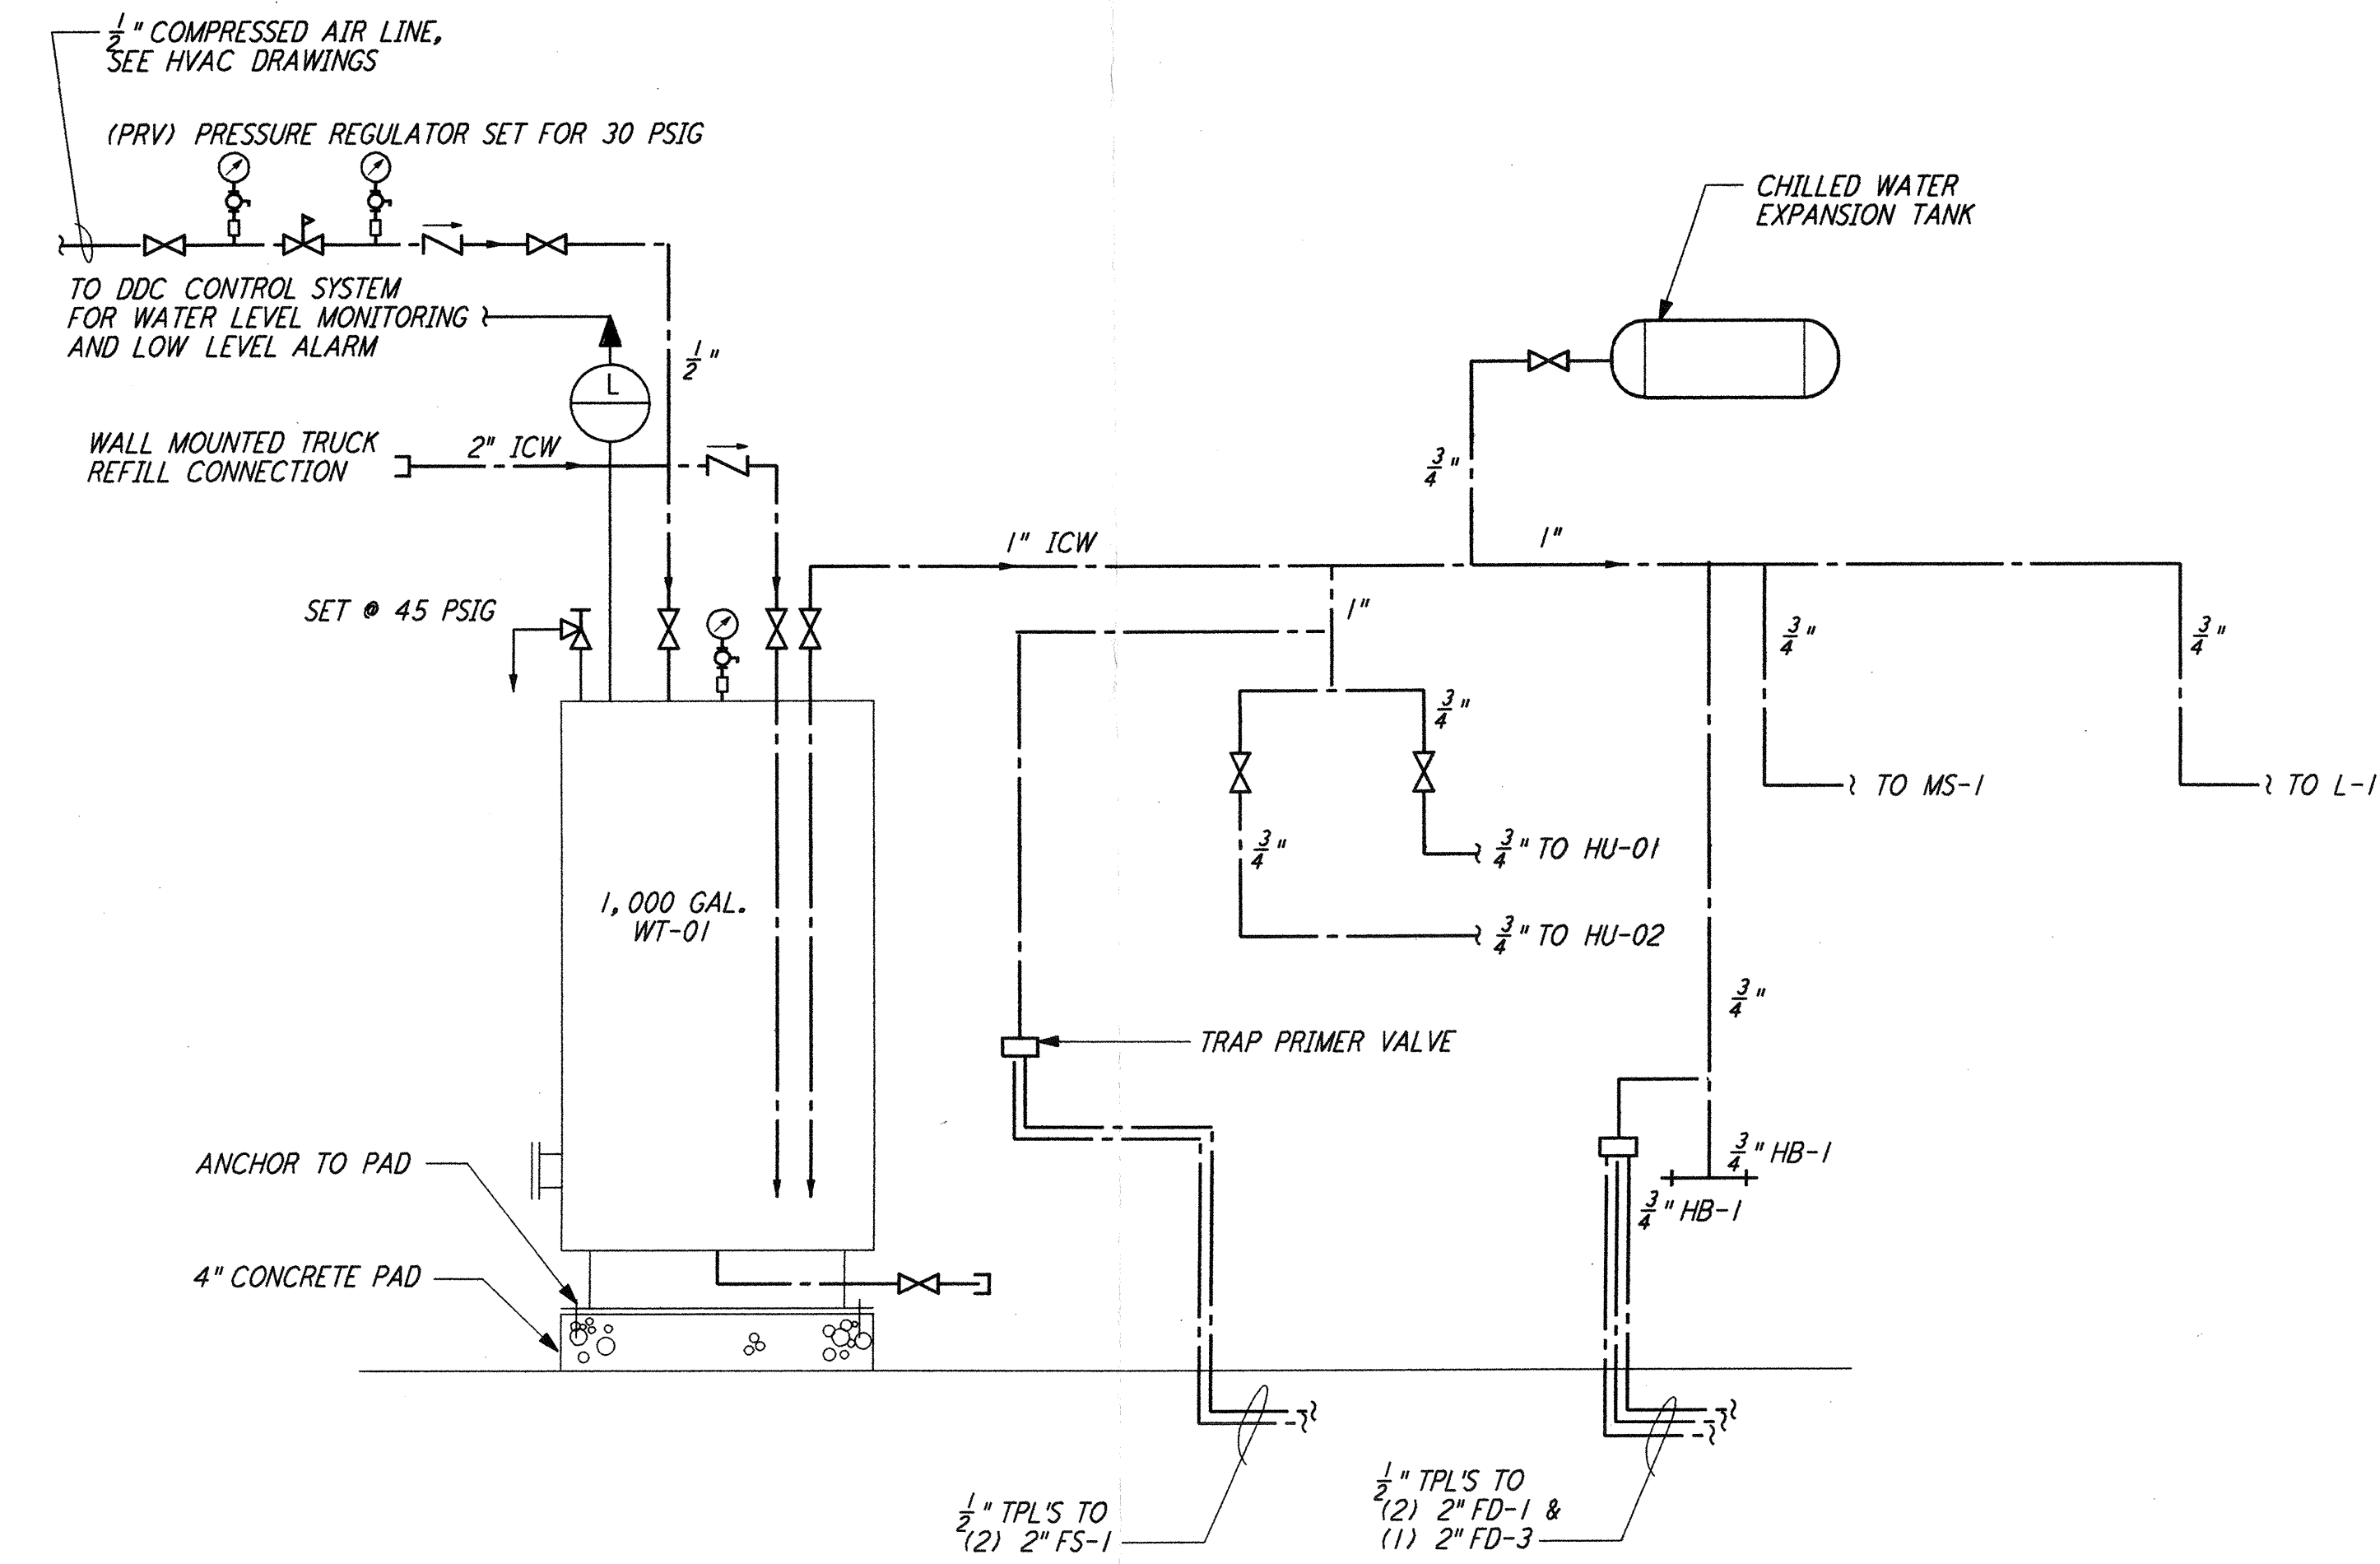 1/2" COMPRESSED AIR LINE,
SEE HVAC DRAWINGS
(PRV) PRESSURE REGULATOR SET FOR 30 PSIG
CHILLED WATER
EXPANSION TANK
TO DDC CONTROL SYSTEM
FOR WATER LEVEL MONITORING
AND LOW LEVEL ALARM
1/2"
L
WALL MOUNTED TRUCK
REFILL CONNECTION
2" ICW
3/4"
1" ICW
1"
SET @ 45 PSIG
1"
3/4"
3/4"
3/4"
TO MS-1
TO L-1
3/4"
3/4" TO HU-01
1,000 GAL.
WT-01
3/4" TO HU-02
3/4"
TRAP PRIMER VALVE
ANCHOR TO PAD
3/4" HB-1
3/4" HB-1
4" CONCRETE PAD
1/2" TPL'S TO
(2) 2" FS-1
1/2" TPL'S TO
(2) 2" FD-1 &
(1) 2" FD-3